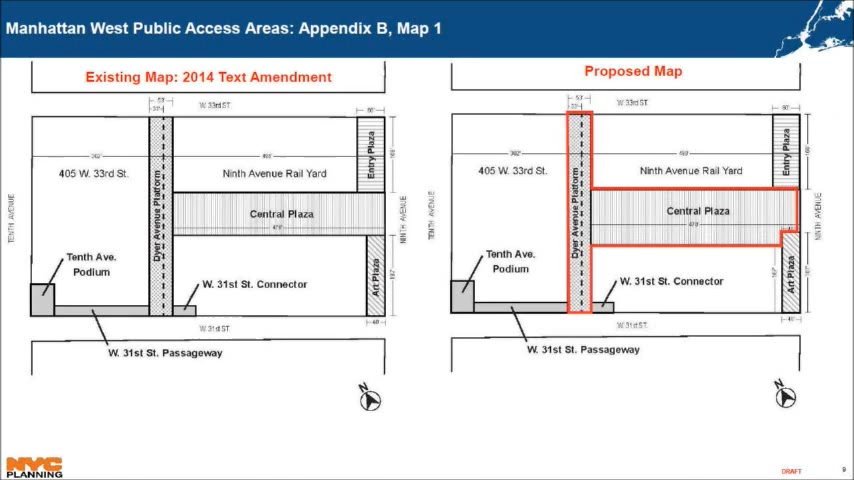 Manhattan West Public Access Areas: Appendix B, Map 1
Existing Map: 2014 Text Amendment
W. 33rd ST
TENTH AVENUE
405 W. 33rd St.
Dyer Avenue Platform
Ninth Avenue Rail Yard
Entry Plaza
Central Plaza
NINTH AVENUE
Tenth Ave.
Podium
W. 31st St. Connector
Art Plaza
W. 31st ST
W. 31st St. Passageway
N
Proposed Map
W. 33rd ST
TENTH AVENUE
405 W. 33rd St.
Dyer Avenue Platform
Ninth Avenue Rail Yard
Entry Plaza
Central Plaza
NINTH AVENUE
Tenth Ave.
Podium
W. 31st St. Connector
Art Plaza
W. 31st ST.
W. 31st St. Passageway
N
NYC
PLANNING
DRAFT
9